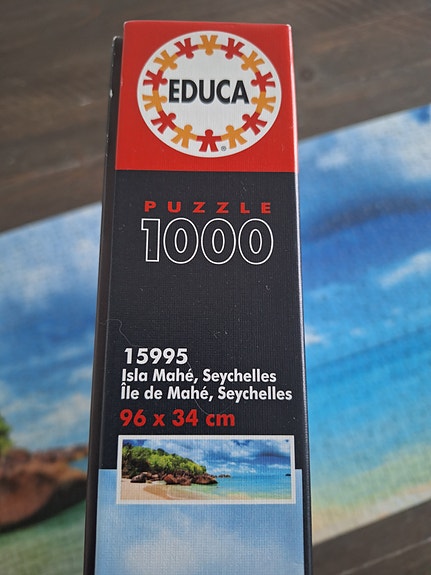 EDUCA
®
PUZZLE
1000
15995
Isla Mahé, Seychelles
Île de Mahé, Seychelles
96 x 34 cm